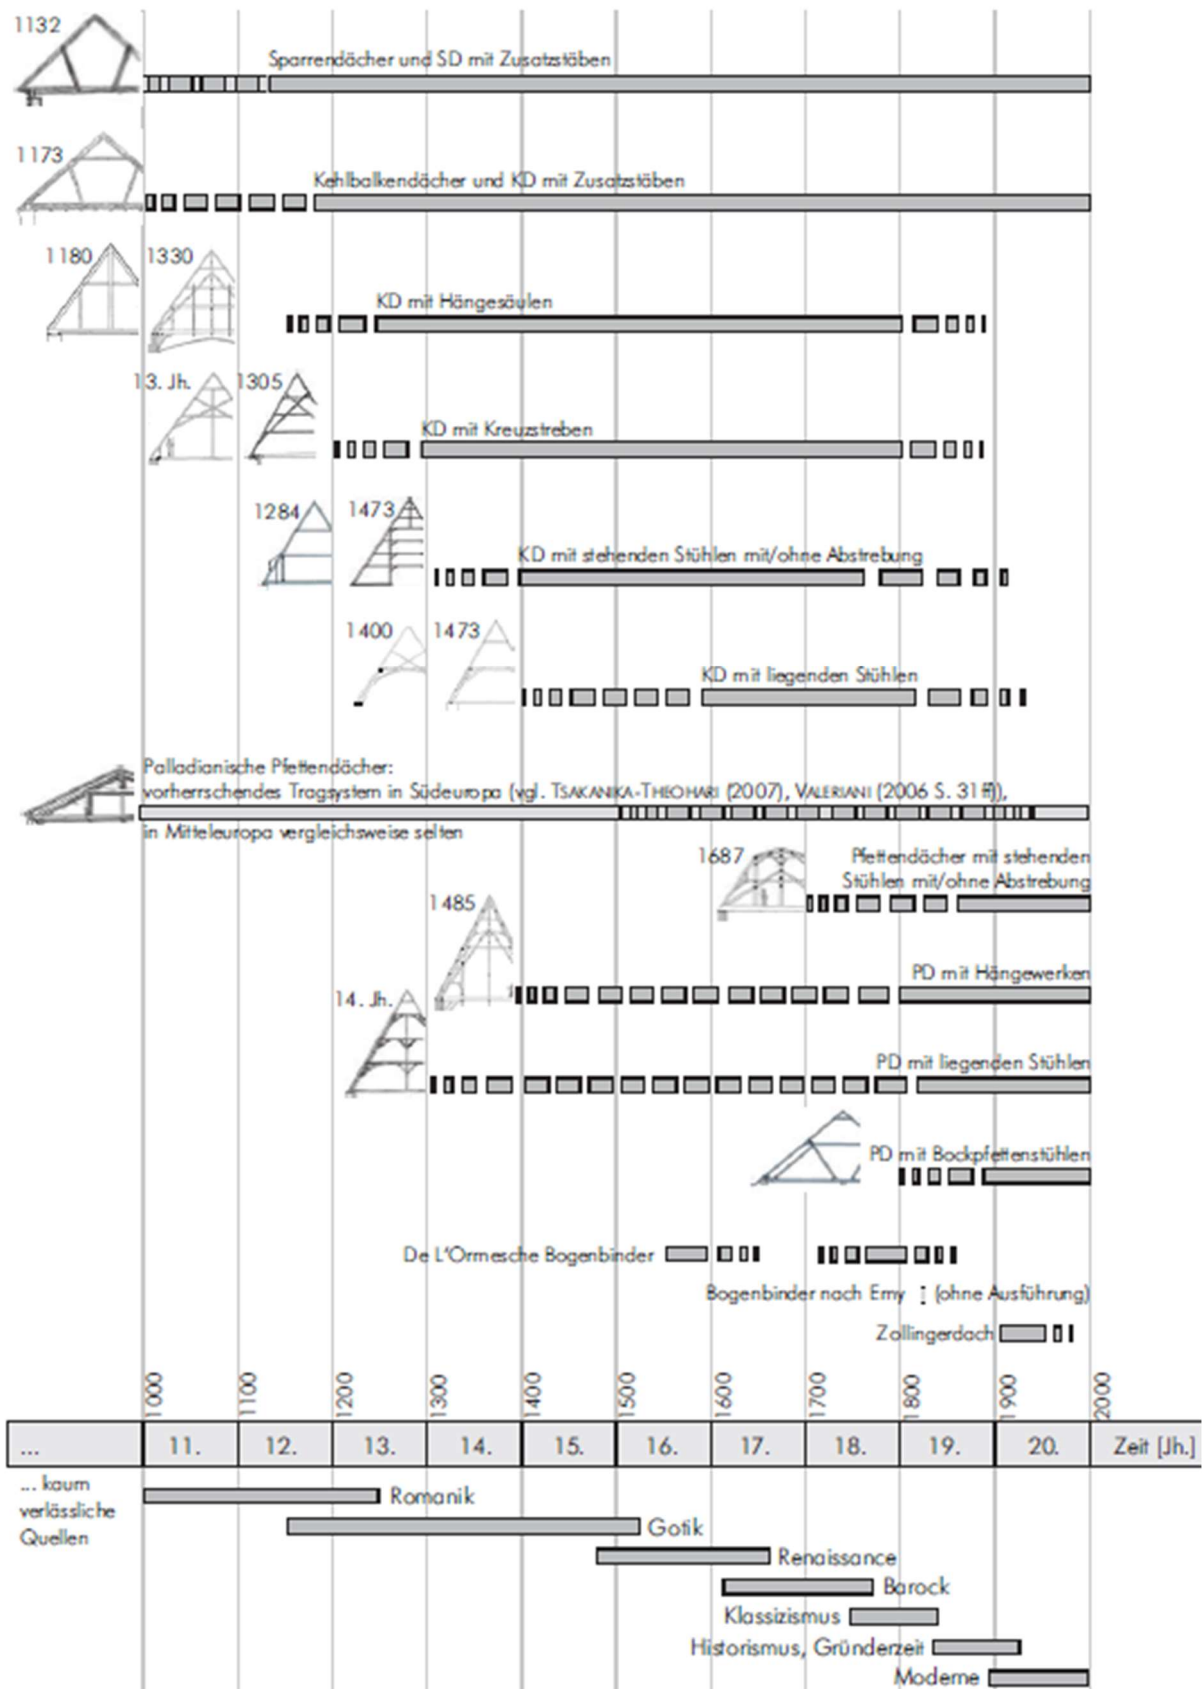 1132
Sparrendächer und SD mit Zusatzstäben
1173
Kehlbalkendächer und KD mit Zusatzstäben
1180
1330
KD mit Hängesäulen
13. Jh.
1305
KD mit Kreuzstreben
1284
1473
KD mit stehenden Stühlen mit/ohne Abstrebung
1400
1473
KD mit liegenden Stühlen
Palladianische Pfettendächer:
vorherrschendes Tragsystem in Südeuropa (vgl. TSAKANIKA-THEOHARI (2007), VALERIANI (2006 S. 31ff)),
in Mitteleuropa vergleichsweise selten
1687
Pfettendächer mit stehenden
Stühlen mit/ohne Abstrebung
1485
PD mit Hängewerken
14. Jh.
PD mit liegenden Stühlen
PD mit Bockpfettenstühlen
De L'Ormesche Bogenbinder
Bogenbinder nach Emy (ohne Ausführung)
Zollingerdach
1000 1100 1200 1300 1400 1500 1600 1700 1800 1900 2000
... 11. 12. 13. 14. 15. 16. 17. 18. 19. 20. Zeit [Jh.]
... kaum
verlässliche
Quellen
Romanik
Gotik
Renaissance
Barock
Klassizismus
Historismus, Gründerzeit
Moderne